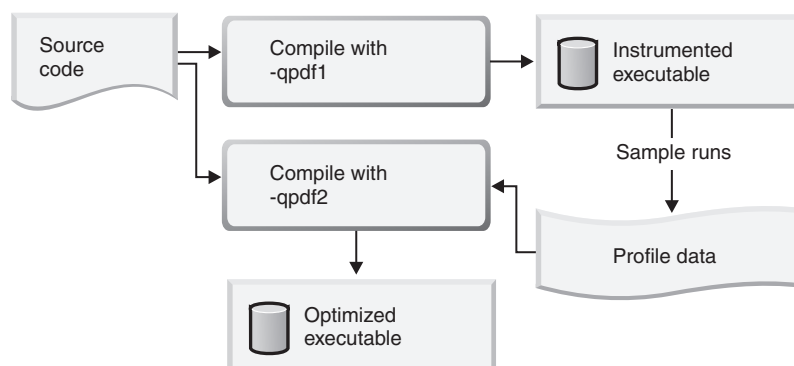 Source
code
Compile with
-qpdf1
Instrumented
executable
Sample runs
Compile with
-qpdf2
Profile data
Optimized
executable